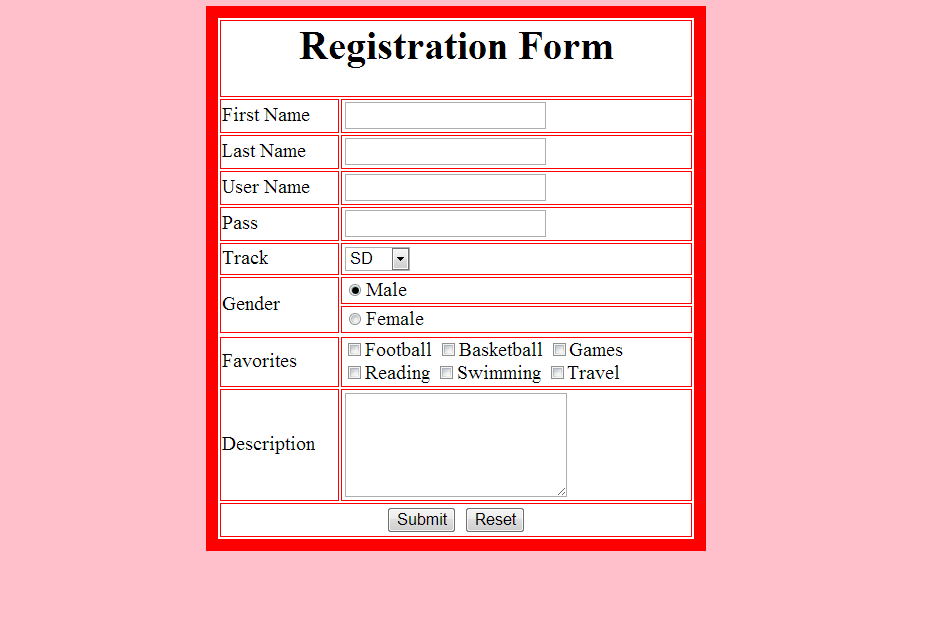 Registration Form
First Name
Last Name
User Name
Pass
Track SD
Gender
Male
Female
Favorites
Football Basketball Games
Reading Swimming Travel
Description
Submit Reset